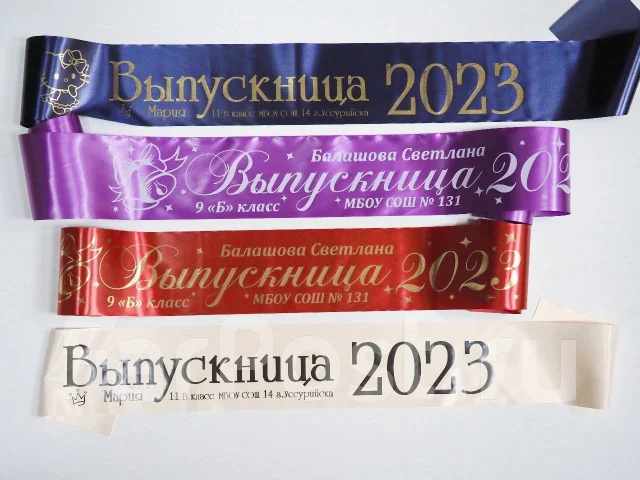 Выпускница 2023
Мария 11 В класс МБОУ СОШ 14 г.Уссурийска
Балашова Светлана
Выпускница 202
9 «Б» класс МБОУ СОШ № 131
Балашова Светлана
Выпускница 2023
9 «Б» класс МБОУ СОШ № 131
Выпускница 2023
Мария 11 В класс МБОУ СОШ 14 г.Уссурийска